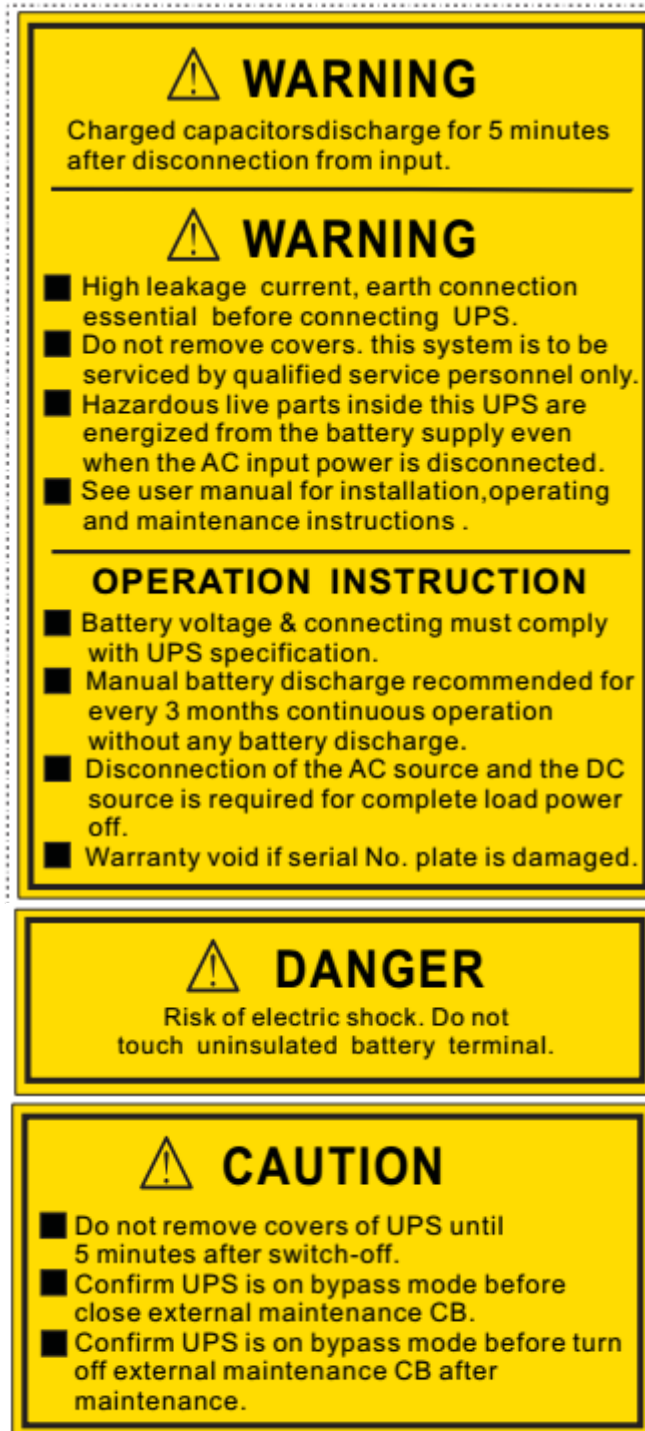 WARNING
Charged capacitorsdischarge for 5 minutes
after disconnection from input.
WARNING
High leakage current, earth connection
essential before connecting UPS.
Do not remove covers. this system is to be
serviced by qualified service personnel only.
Hazardous live parts inside this UPS are
energized from the battery supply even
when the AC input power is disconnected.
See user manual for installation,operating
and maintenance instructions .
OPERATION INSTRUCTION
Battery voltage & connecting must comply
with UPS specification.
Manual battery discharge recommended for
every 3 months continuous operation
without any battery discharge.
Disconnection of the AC source and the DC
source is required for complete load power
off.
Warranty void if serial No. plate is damaged.
DANGER
Risk of electric shock. Do not
touch uninsulated battery terminal.
CAUTION
Do not remove covers of UPS until
5 minutes after switch-off.
Confirm UPS is on bypass mode before
close external maintenance CB.
Confirm UPS is on bypass mode before turn
off external maintenance CB after
maintenance.